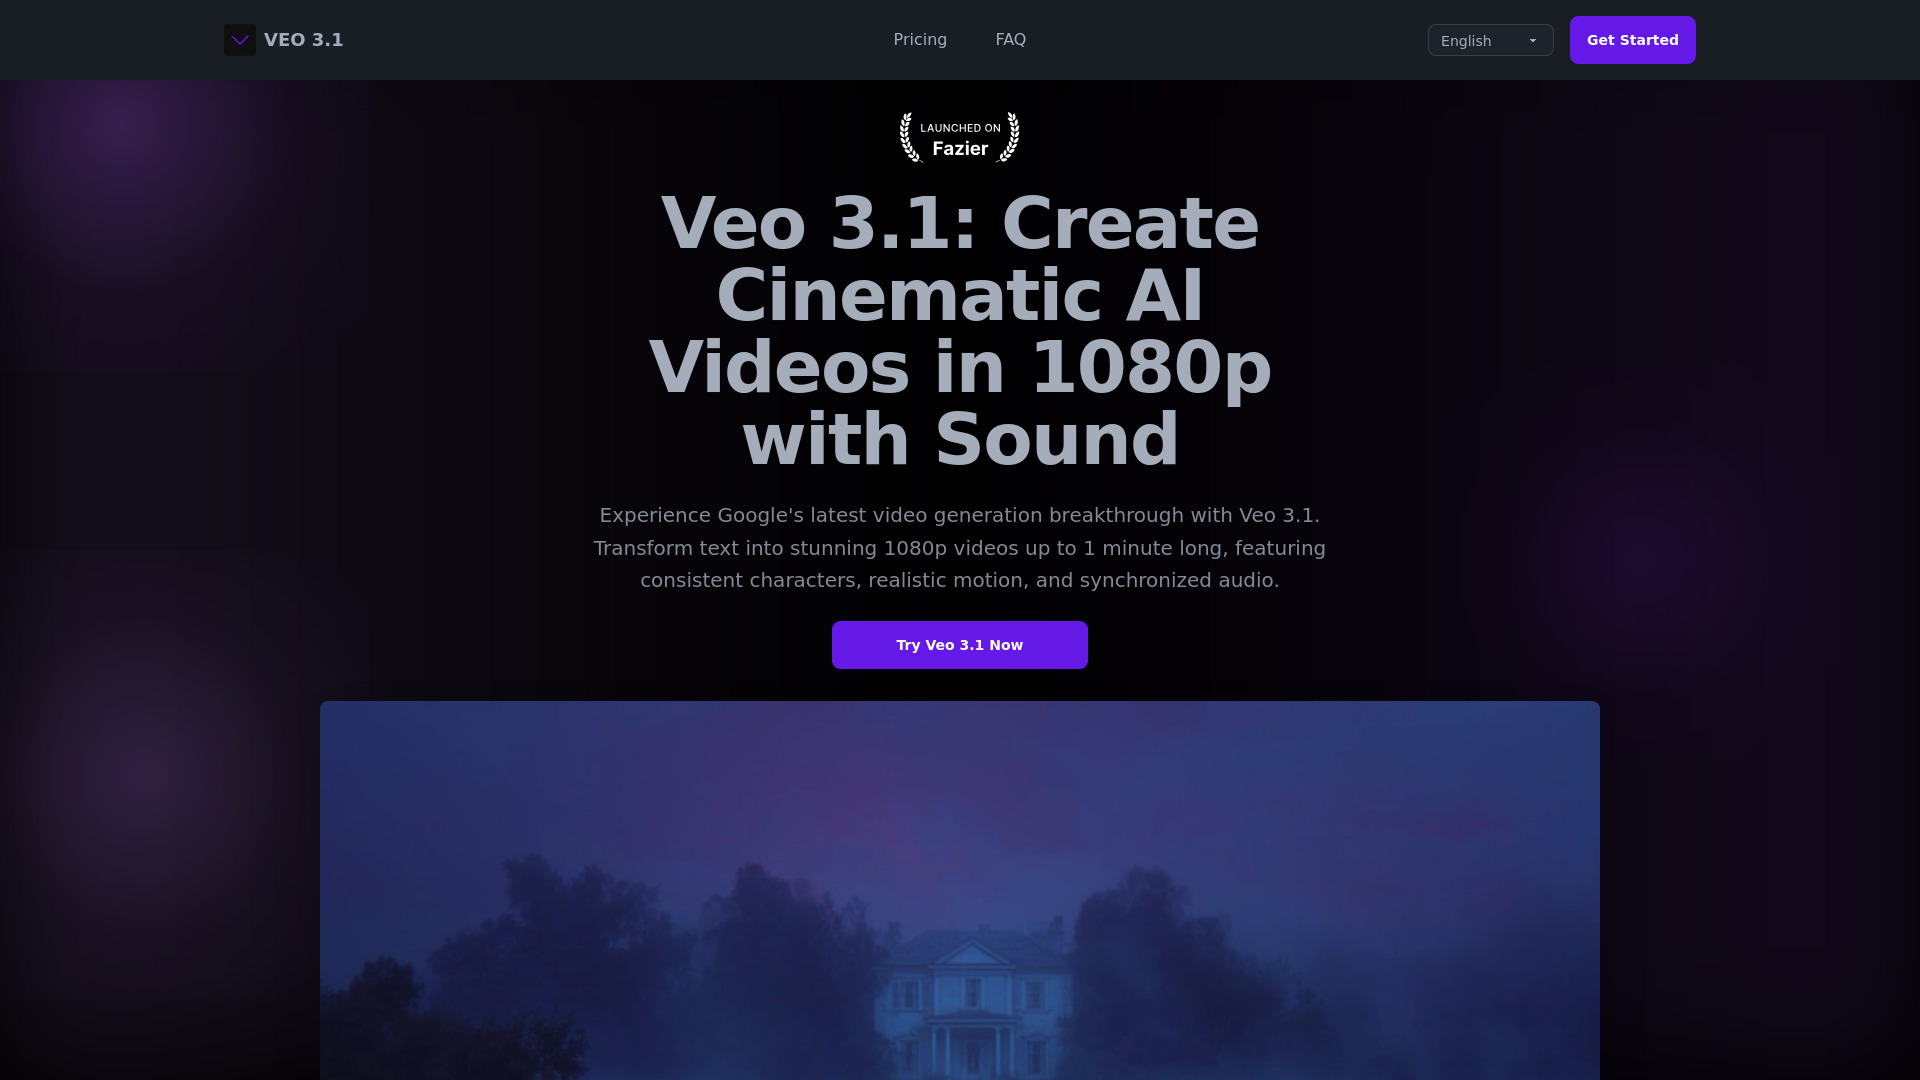 VEO 3.1
Pricing
FAQ
English
Get Started
LAUNCHED ON
Fazier
Veo 3.1: Create
Cinematic AI
Videos in 1080p
with Sound
Experience Google's latest video generation breakthrough with Veo 3.1.
Transform text into stunning 1080p videos up to 1 minute long, featuring
consistent characters, realistic motion, and synchronized audio.
Try Veo 3.1 Now